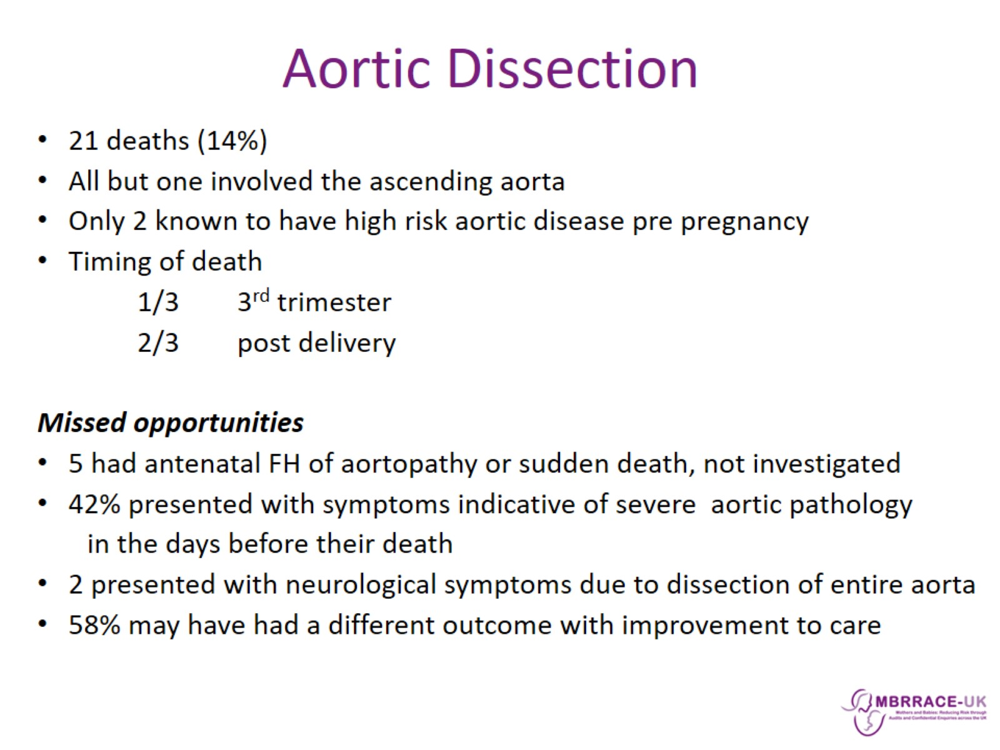 Aortic Dissection
• 21 deaths (14%)
• All but one involved the ascending aorta
• Only 2 known to have high risk aortic disease pre pregnancy
• Timing of death
1/3 3rd trimester
2/3 post delivery
Missed opportunities
• 5 had antenatal FH of aortopathy or sudden death, not investigated
• 42% presented with symptoms indicative of severe aortic pathology
in the days before their death
• 2 presented with neurological symptoms due to dissection of entire aorta
• 58% may have had a different outcome with improvement to care
MBRRACE-UK
Mothers and Babies: Reducing Risk through
Audits and Confidential Enquiries across the UK